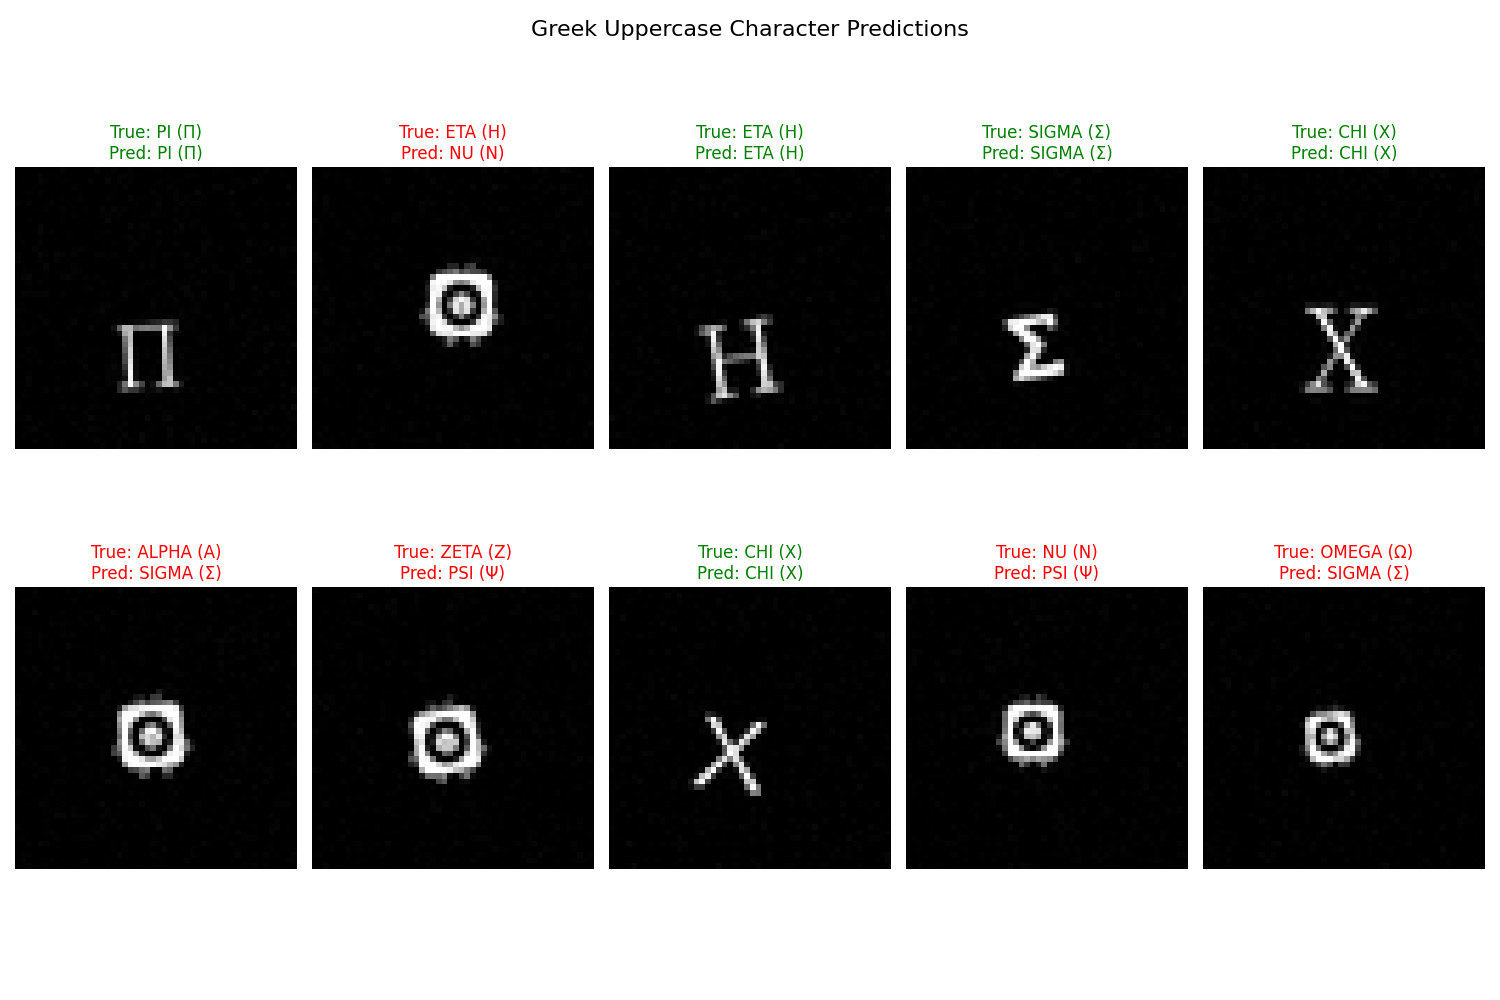 Greek Uppercase Character Predictions
True: PI (Π)
Pred: PI (Π)
True: ETA (Η)
Pred: NU (Ν)
True: ETA (Η)
Pred: ETA (Η)
True: SIGMA (Σ)
Pred: SIGMA (Σ)
True: CHI (Χ)
Pred: CHI (Χ)
Π
Η
Σ
Χ
True: ALPHA (Α)
Pred: SIGMA (Σ)
True: ZETA (Ζ)
Pred: PSI (Ψ)
True: CHI (Χ)
Pred: CHI (Χ)
True: NU (Ν)
Pred: PSI (Ψ)
True: OMEGA (Ω)
Pred: SIGMA (Σ)
Χ